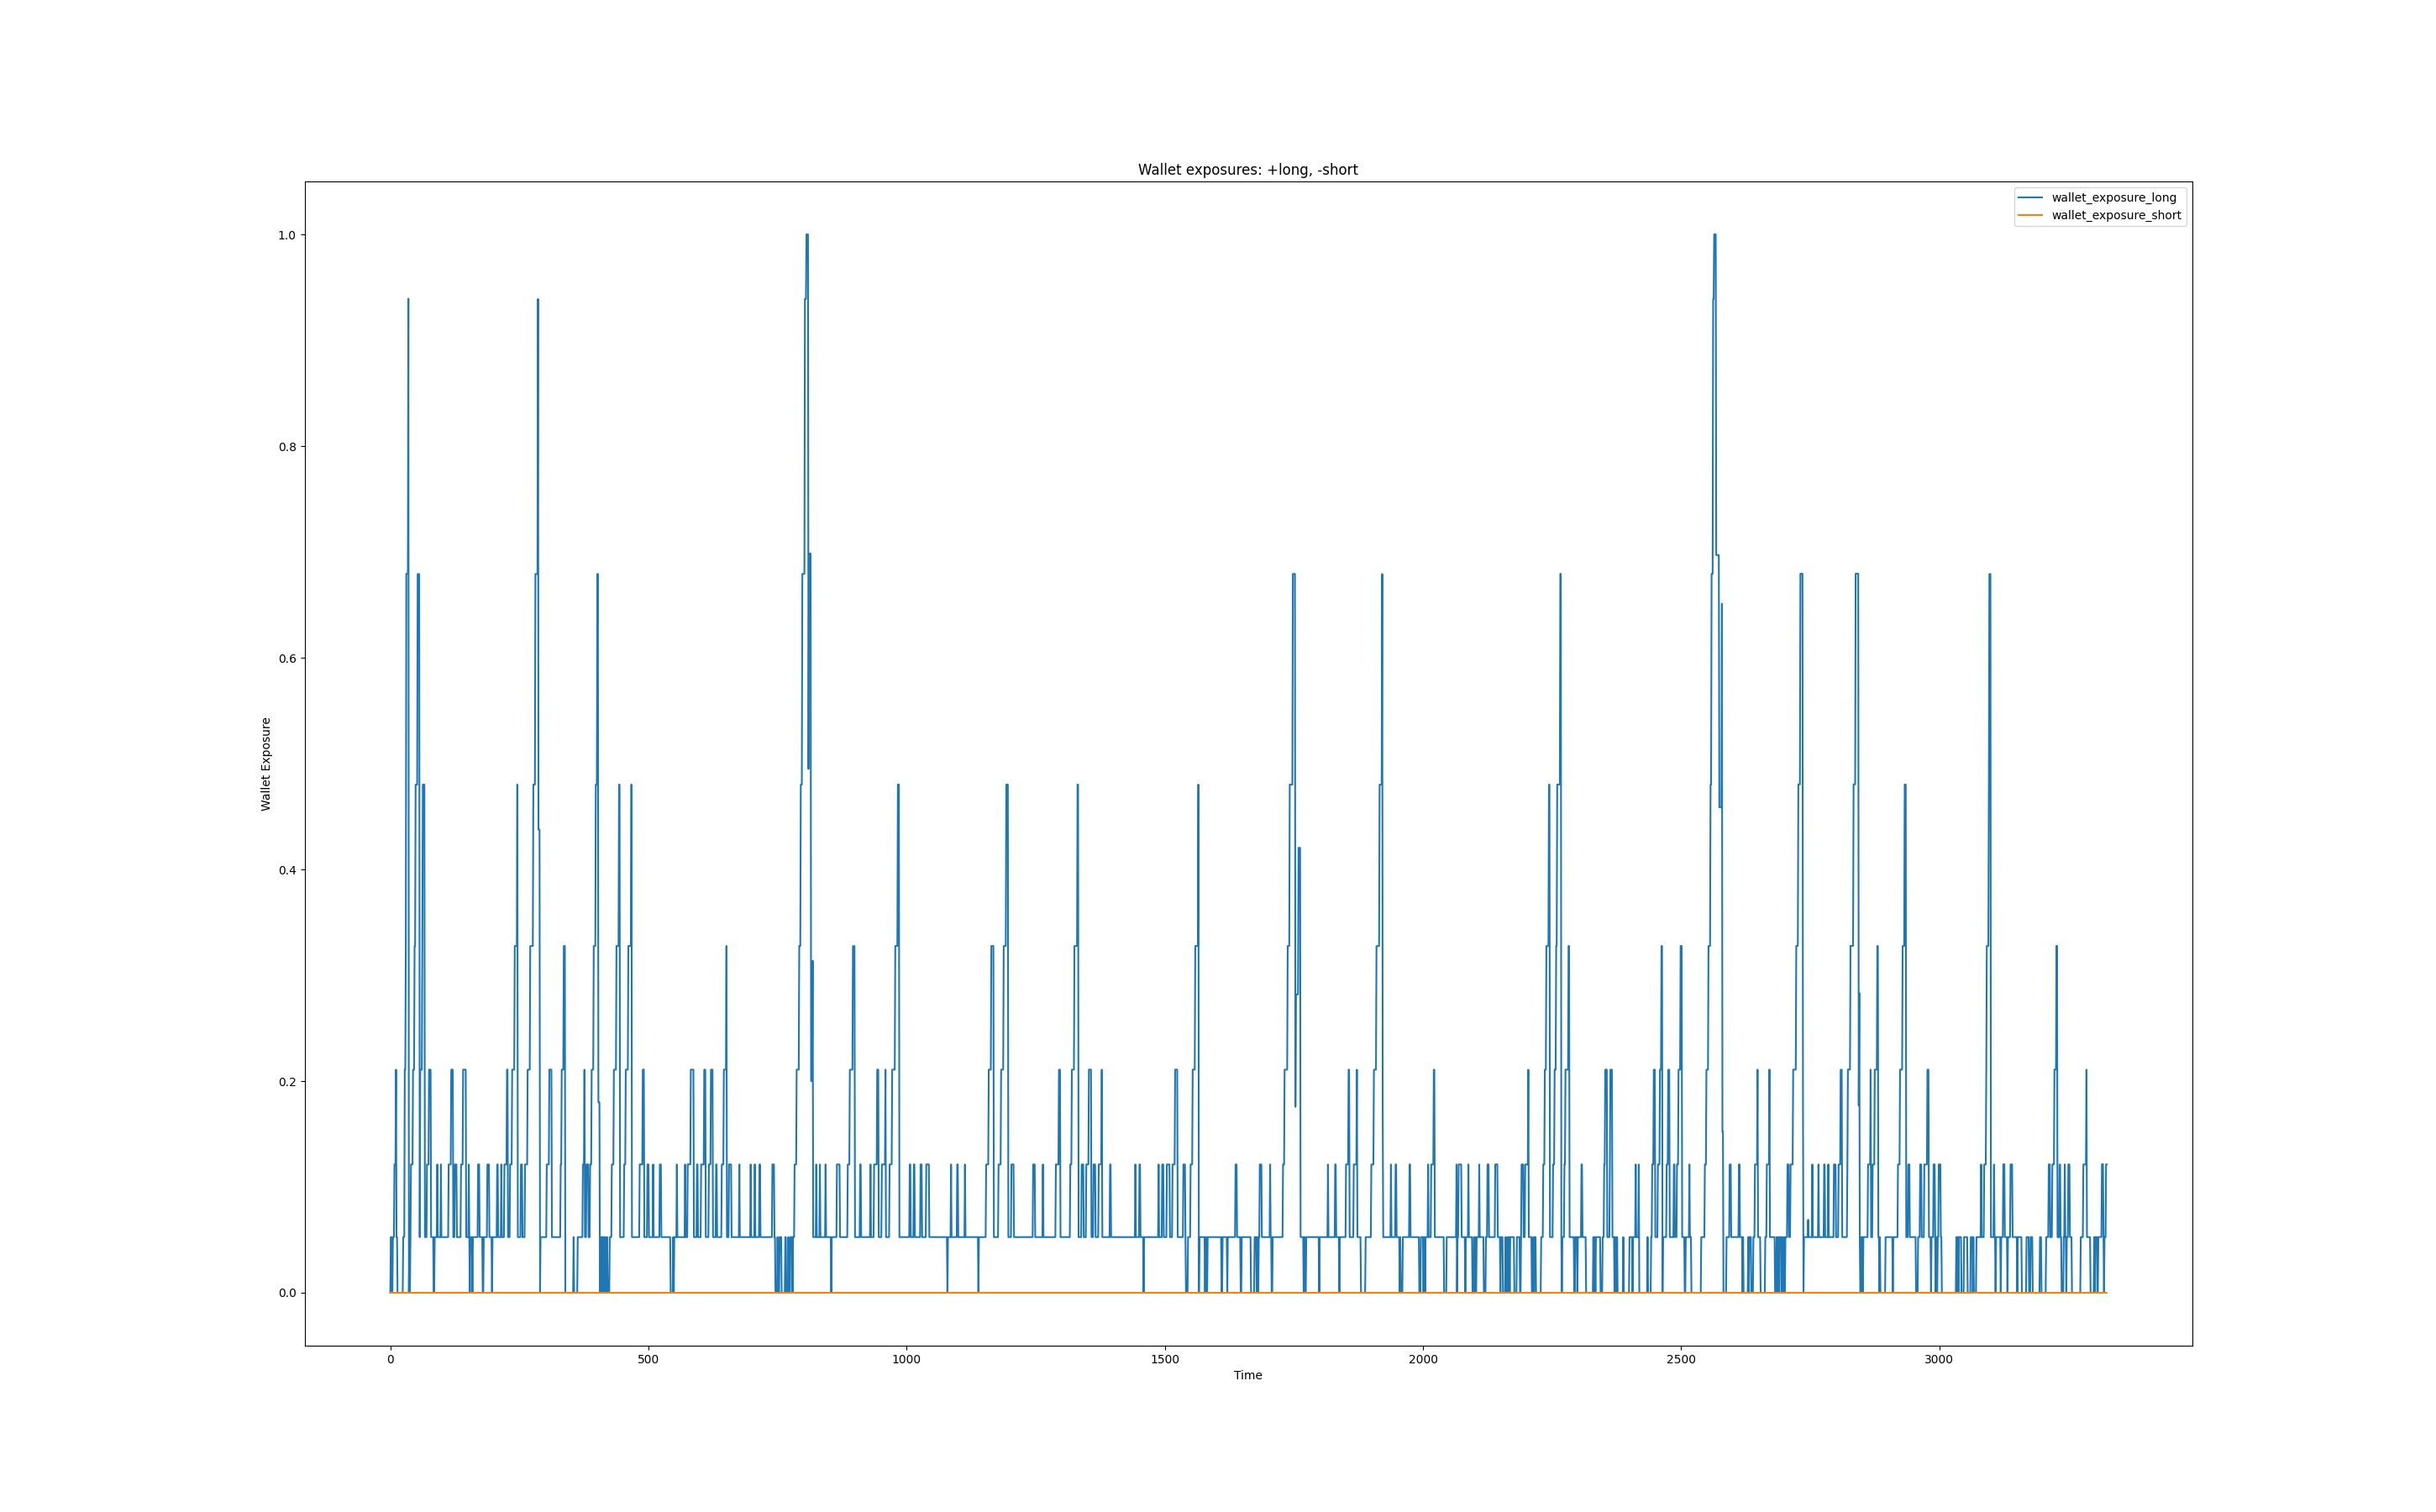 Wallet exposures: +long, -short
wallet_exposure_long
wallet_exposure_short
1.0
0.8
0.6
0.4
0.2
0.0
Wallet Exposure
0 500 1000 1500 2000 2500 3000
Time